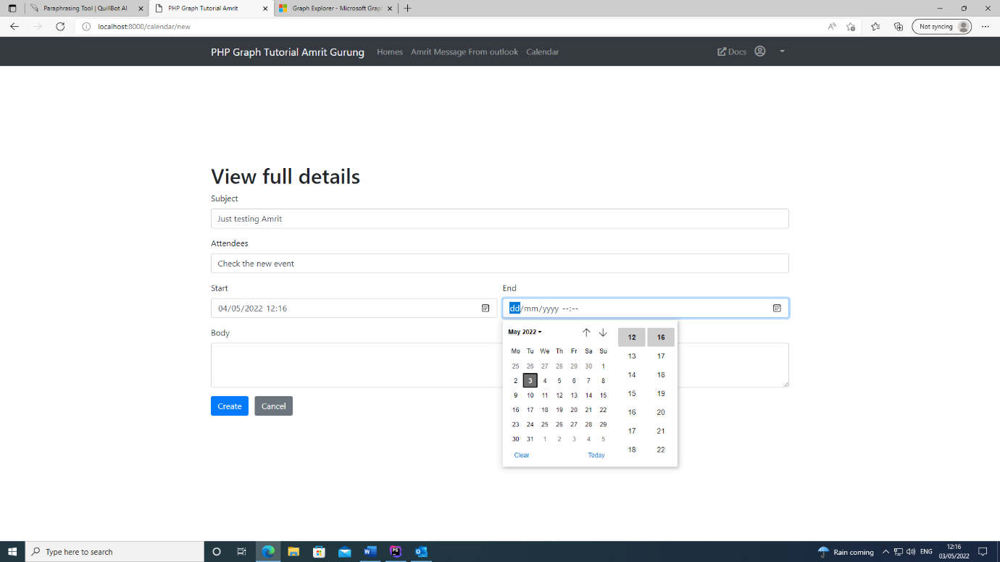 Paraphrasing Tool | QuillBot AI
PHP Graph Tutorial Amrit
Graph Explorer - Microsoft Grap
localhost:8000/calendar/new
Not syncing
PHP Graph Tutorial Amrit Gurung
Homes
Amrit Message From outlook
Calendar
Docs
View full details
Subject
Just testing Amrit
Attendees
Check the new event
Start
End
04/05/2022 12:16
dd/mm/yyyy --:--
Body
May 2022
12 16
Mo Tu We Th Fr Sa Su
13 17
25 26 27 28 29 30 1
14 18
2 3 4 5 6 7 8
15 19
9 10 11 12 13 14 15
16 20
16 17 18 19 20 21 22
17 21
23 24 25 26 27 28 29
18 22
30 31 1 2 3 4 5
Clear
Today
Create
Cancel
Type here to search
Rain coming
ENG
12:16
03/05/2022